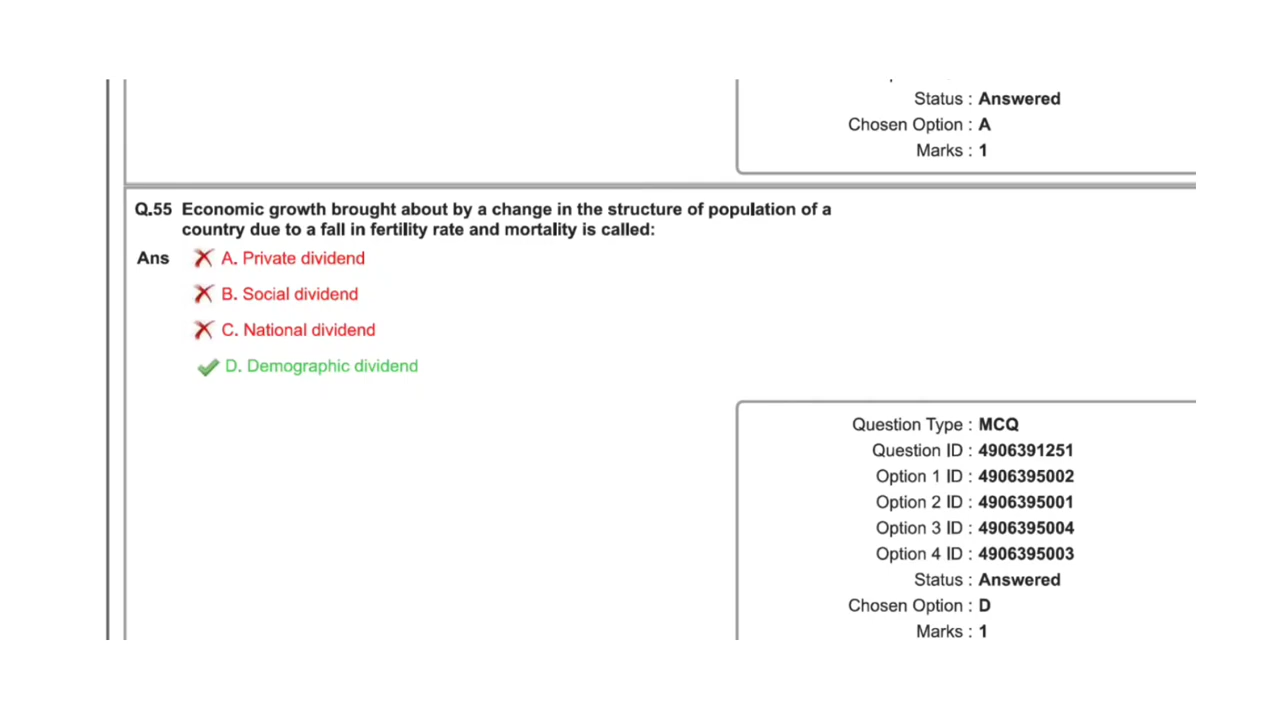 Status : Answered
Chosen Option : A
Marks : 1
Q.55 Economic growth brought about by a change in the structure of population of a
country due to a fall in fertility rate and mortality is called:
Ans A. Private dividend
B. Social dividend
C. National dividend
D. Demographic dividend
Question Type : MCQ
Question ID : 4906391251
Option 1 ID : 4906395002
Option 2 ID : 4906395001
Option 3 ID : 4906395004
Option 4 ID : 4906395003
Status : Answered
Chosen Option : D
Marks : 1